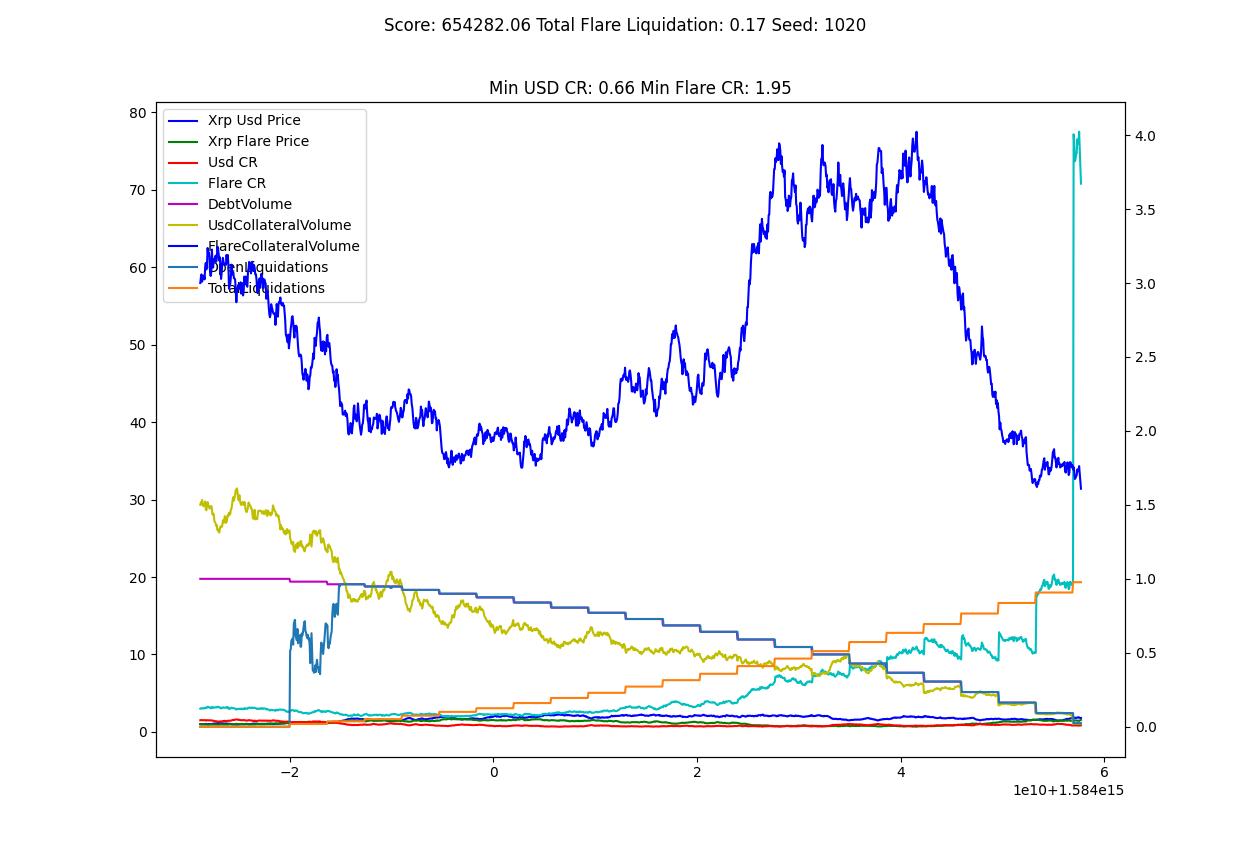 Score: 654282.06 Total Flare Liquidation: 0.17 Seed: 1020
Min USD CR: 0.66 Min Flare CR: 1.95
Xrp Usd Price
Xrp Flare Price
Usd CR
Flare CR
DebtVolume
UsdCollateralVolume
FlareCollateralVolume
OpenLiquidations
TotalLiquidations
80
70
60
50
40
30
20
10
0
4.0
3.5
3.0
2.5
2.0
1.5
1.0
0.5
0.0
−2
0
2
4
6
1e10+1.584e15